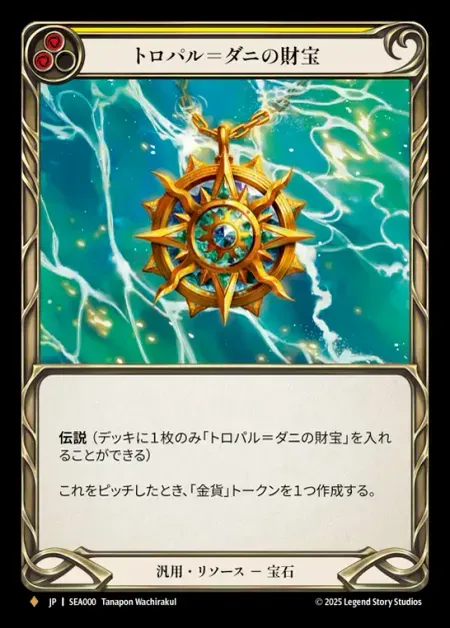 トロパル＝ダニの財宝
伝説（デッキに１枚のみ「トロパル＝ダニの財宝」を入れ
ることができる）
これをピッチしたとき、「金貨」トークンを１つ作成する。
汎用・リソース － 宝石
JP | SEA000 Tanapon Wachirakul
© 2025 Legend Story Studios